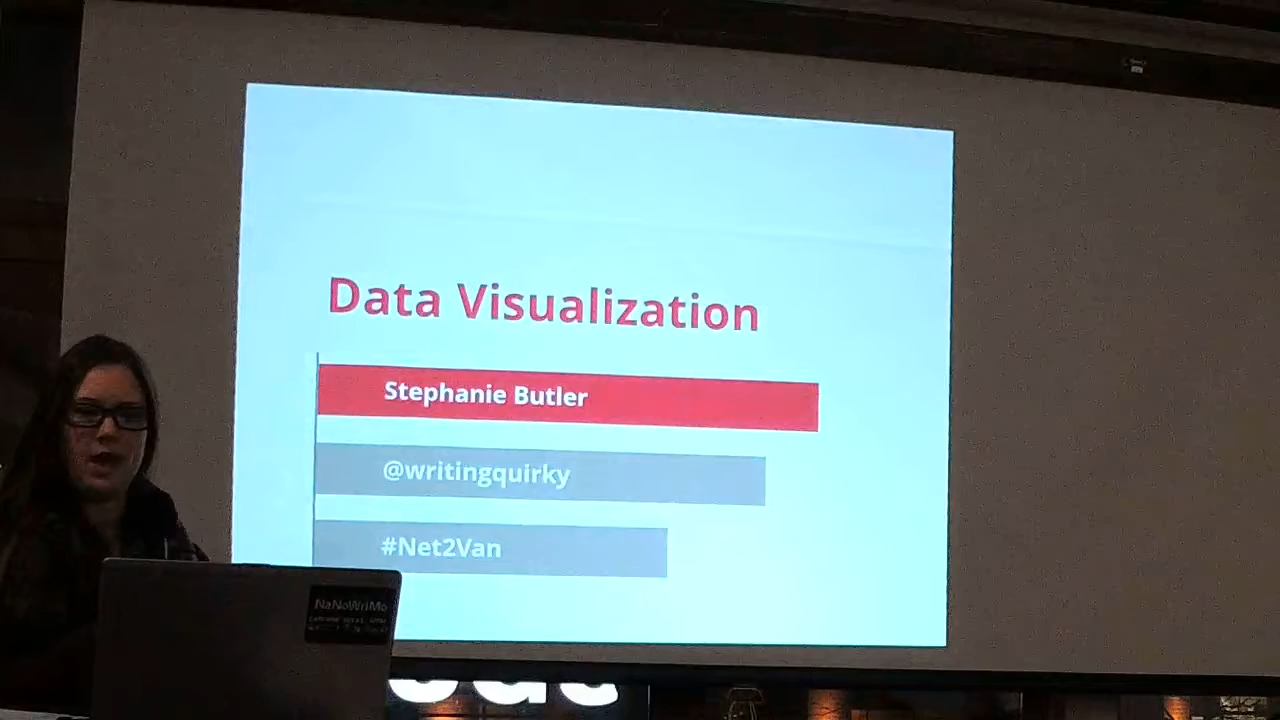 Data Visualization
Stephanie Butler
@writingquirky
#Net2Van
NaNoWriMo